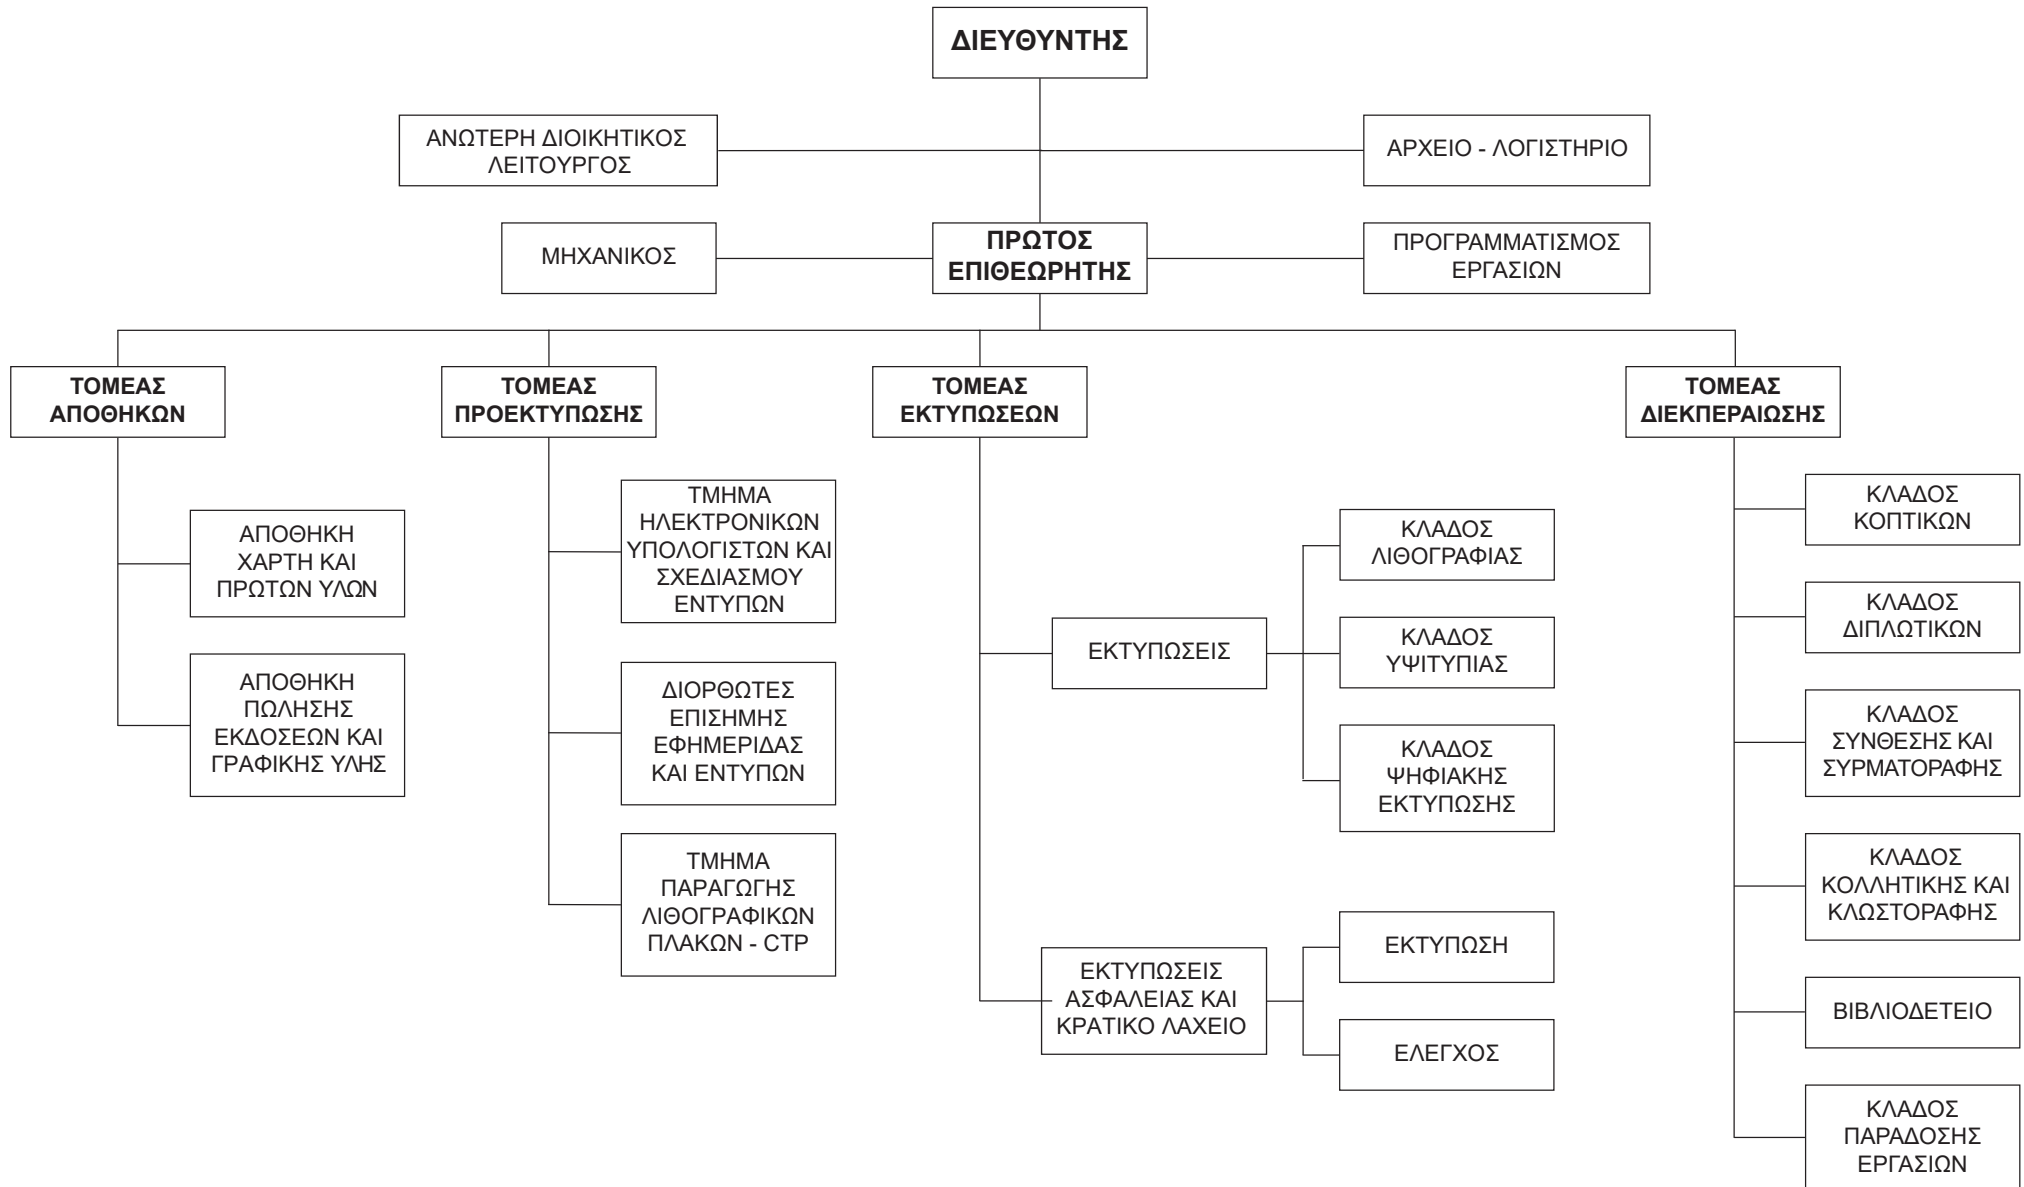 ΔΙΕΥΘΥΝΤΗΣ
ΑΝΩΤΕΡΗ ΔΙΟΙΚΗΤΙΚΟΣ
ΛΕΙΤΟΥΡΓΟΣ
ΑΡΧΕΙΟ - ΛΟΓΙΣΤΗΡΙΟ
ΜΗΧΑΝΙΚΟΣ
ΠΡΩΤΟΣ
ΕΠΙΘΕΩΡΗΤΗΣ
ΠΡΟΓΡΑΜΜΑΤΙΣΜΟΣ
ΕΡΓΑΣΙΩΝ
ΤΟΜΕΑΣ
ΑΠΟΘΗΚΩΝ
ΤΟΜΕΑΣ
ΠΡΟΕΚΤΥΠΩΣΗΣ
ΤΟΜΕΑΣ
ΕΚΤΥΠΩΣΕΩΝ
ΤΟΜΕΑΣ
ΔΙΕΚΠΕΡΑΙΩΣΗΣ
ΑΠΟΘΗΚΗ
ΧΑΡΤΗ ΚΑΙ
ΠΡΩΤΩΝ ΥΛΩΝ
ΑΠΟΘΗΚΗ
ΠΩΛΗΣΗΣ
ΕΚΔΟΣΕΩΝ ΚΑΙ
ΓΡΑΦΙΚΗΣ ΥΛΗΣ
ΤΜΗΜΑ
ΗΛΕΚΤΡΟΝΙΚΩΝ
ΥΠΟΛΟΓΙΣΤΩΝ ΚΑΙ
ΣΧΕΔΙΑΣΜΟΥ
ΕΝΤΥΠΩΝ
ΔΙΟΡΘΩΤΕΣ
ΕΠΙΣΗΜΗΣ
ΕΦΗΜΕΡΙΔΑΣ
ΚΑΙ ΕΝΤΥΠΩΝ
ΤΜΗΜΑ
ΠΑΡΑΓΩΓΗΣ
ΛΙΘΟΓΡΑΦΙΚΩΝ
ΠΛΑΚΩΝ - CTP
ΕΚΤΥΠΩΣΕΙΣ
ΚΛΑΔΟΣ
ΛΙΘΟΓΡΑΦΙΑΣ
ΚΛΑΔΟΣ
ΥΨΙΤΥΠΙΑΣ
ΚΛΑΔΟΣ
ΨΗΦΙΑΚΗΣ
ΕΚΤΥΠΩΣΗΣ
ΕΚΤΥΠΩΣΕΙΣ
ΑΣΦΑΛΕΙΑΣ ΚΑΙ
ΚΡΑΤΙΚΟ ΛΑΧΕΙΟ
ΕΚΤΥΠΩΣΗ
ΕΛΕΓΧΟΣ
ΚΛΑΔΟΣ
ΚΟΠΤΙΚΩΝ
ΚΛΑΔΟΣ
ΔΙΠΛΩΤΙΚΩΝ
ΚΛΑΔΟΣ
ΣΥΝΘΕΣΗΣ ΚΑΙ
ΣΥΡΜΑΤΟΡΑΦΗΣ
ΚΛΑΔΟΣ
ΚΟΛΛΗΤΙΚΗΣ ΚΑΙ
ΚΛΩΣΤΟΡΑΦΗΣ
ΒΙΒΛΙΟΔΕΤΕΙΟ
ΚΛΑΔΟΣ
ΠΑΡΑΔΟΣΗΣ
ΕΡΓΑΣΙΩΝ